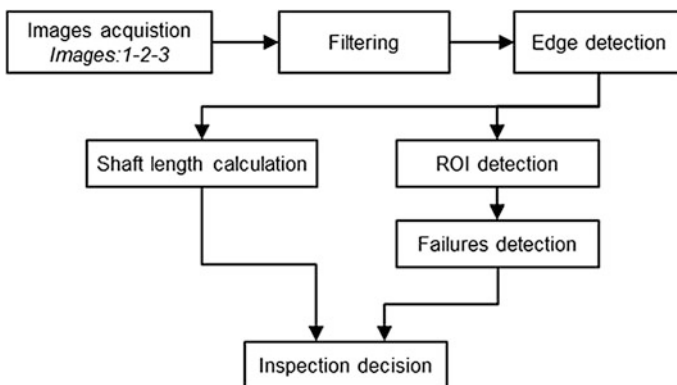 Images acquistion
Images:1-2-3
Filtering
Edge detection
Shaft length calculation
ROI detection
Failures detection
Inspection decision